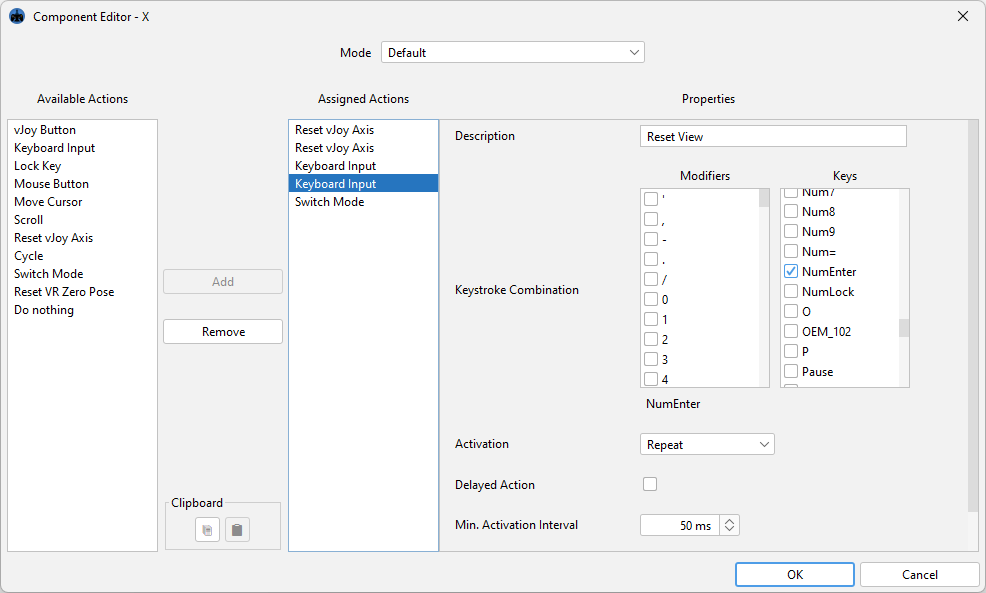 Component Editor - X
Mode
Default
Available Actions
vJoy Button
Keyboard Input
Lock Key
Mouse Button
Move Cursor
Scroll
Reset vJoy Axis
Cycle
Switch Mode
Reset VR Zero Pose
Do nothing
Add
Remove
Clipboard
Assigned Actions
Reset vJoy Axis
Reset vJoy Axis
Keyboard Input
Keyboard Input
Switch Mode
Properties
Description
Reset View
Keystroke Combination
Modifiers
'
,
-
.
/
0
1
2
3
4
Keys
Num7
Num8
Num9
Num=
NumEnter
NumLock
O
OEM_102
P
Pause
NumEnter
Activation
Repeat
Delayed Action
Min. Activation Interval
50 ms
OK
Cancel